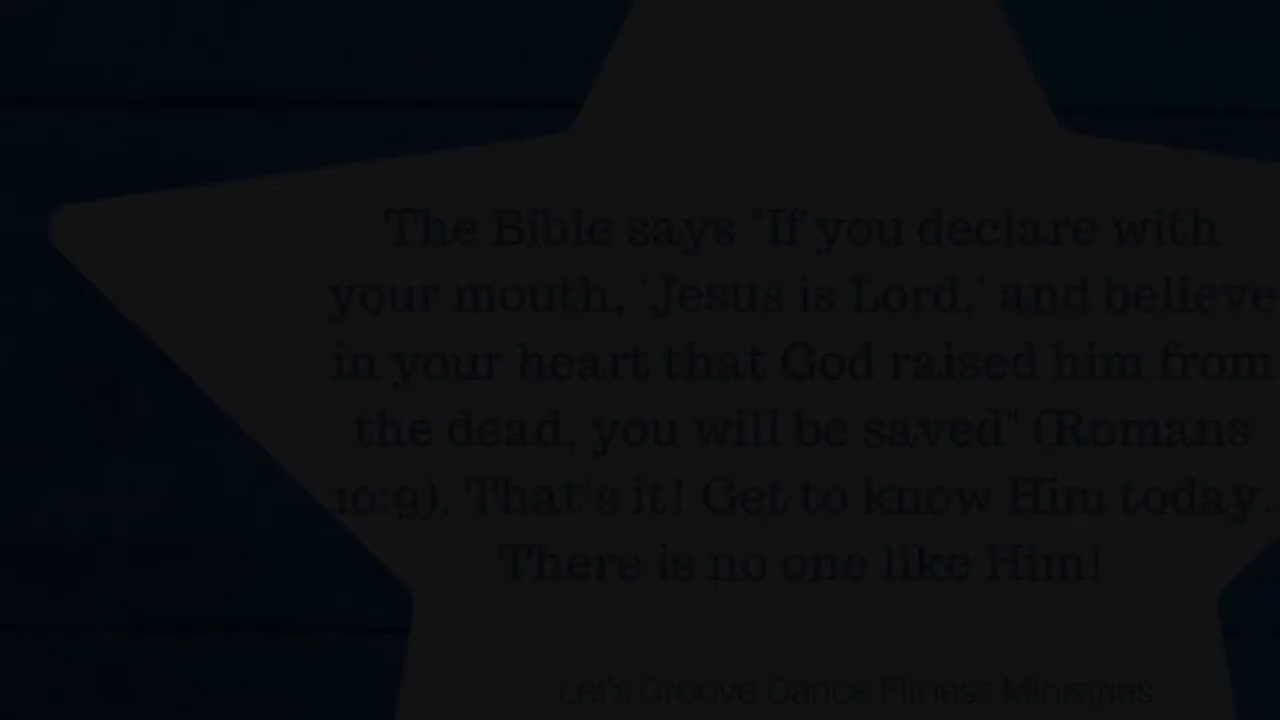 The Bible says "If you declare with
your mouth, 'Jesus is Lord,' and believe
in your heart that God raised him from
the dead, you will be saved" (Romans
10:9). That's it! Get to know Him today.
There is no one like Him!
Let's Groove Dance Fitness Ministries